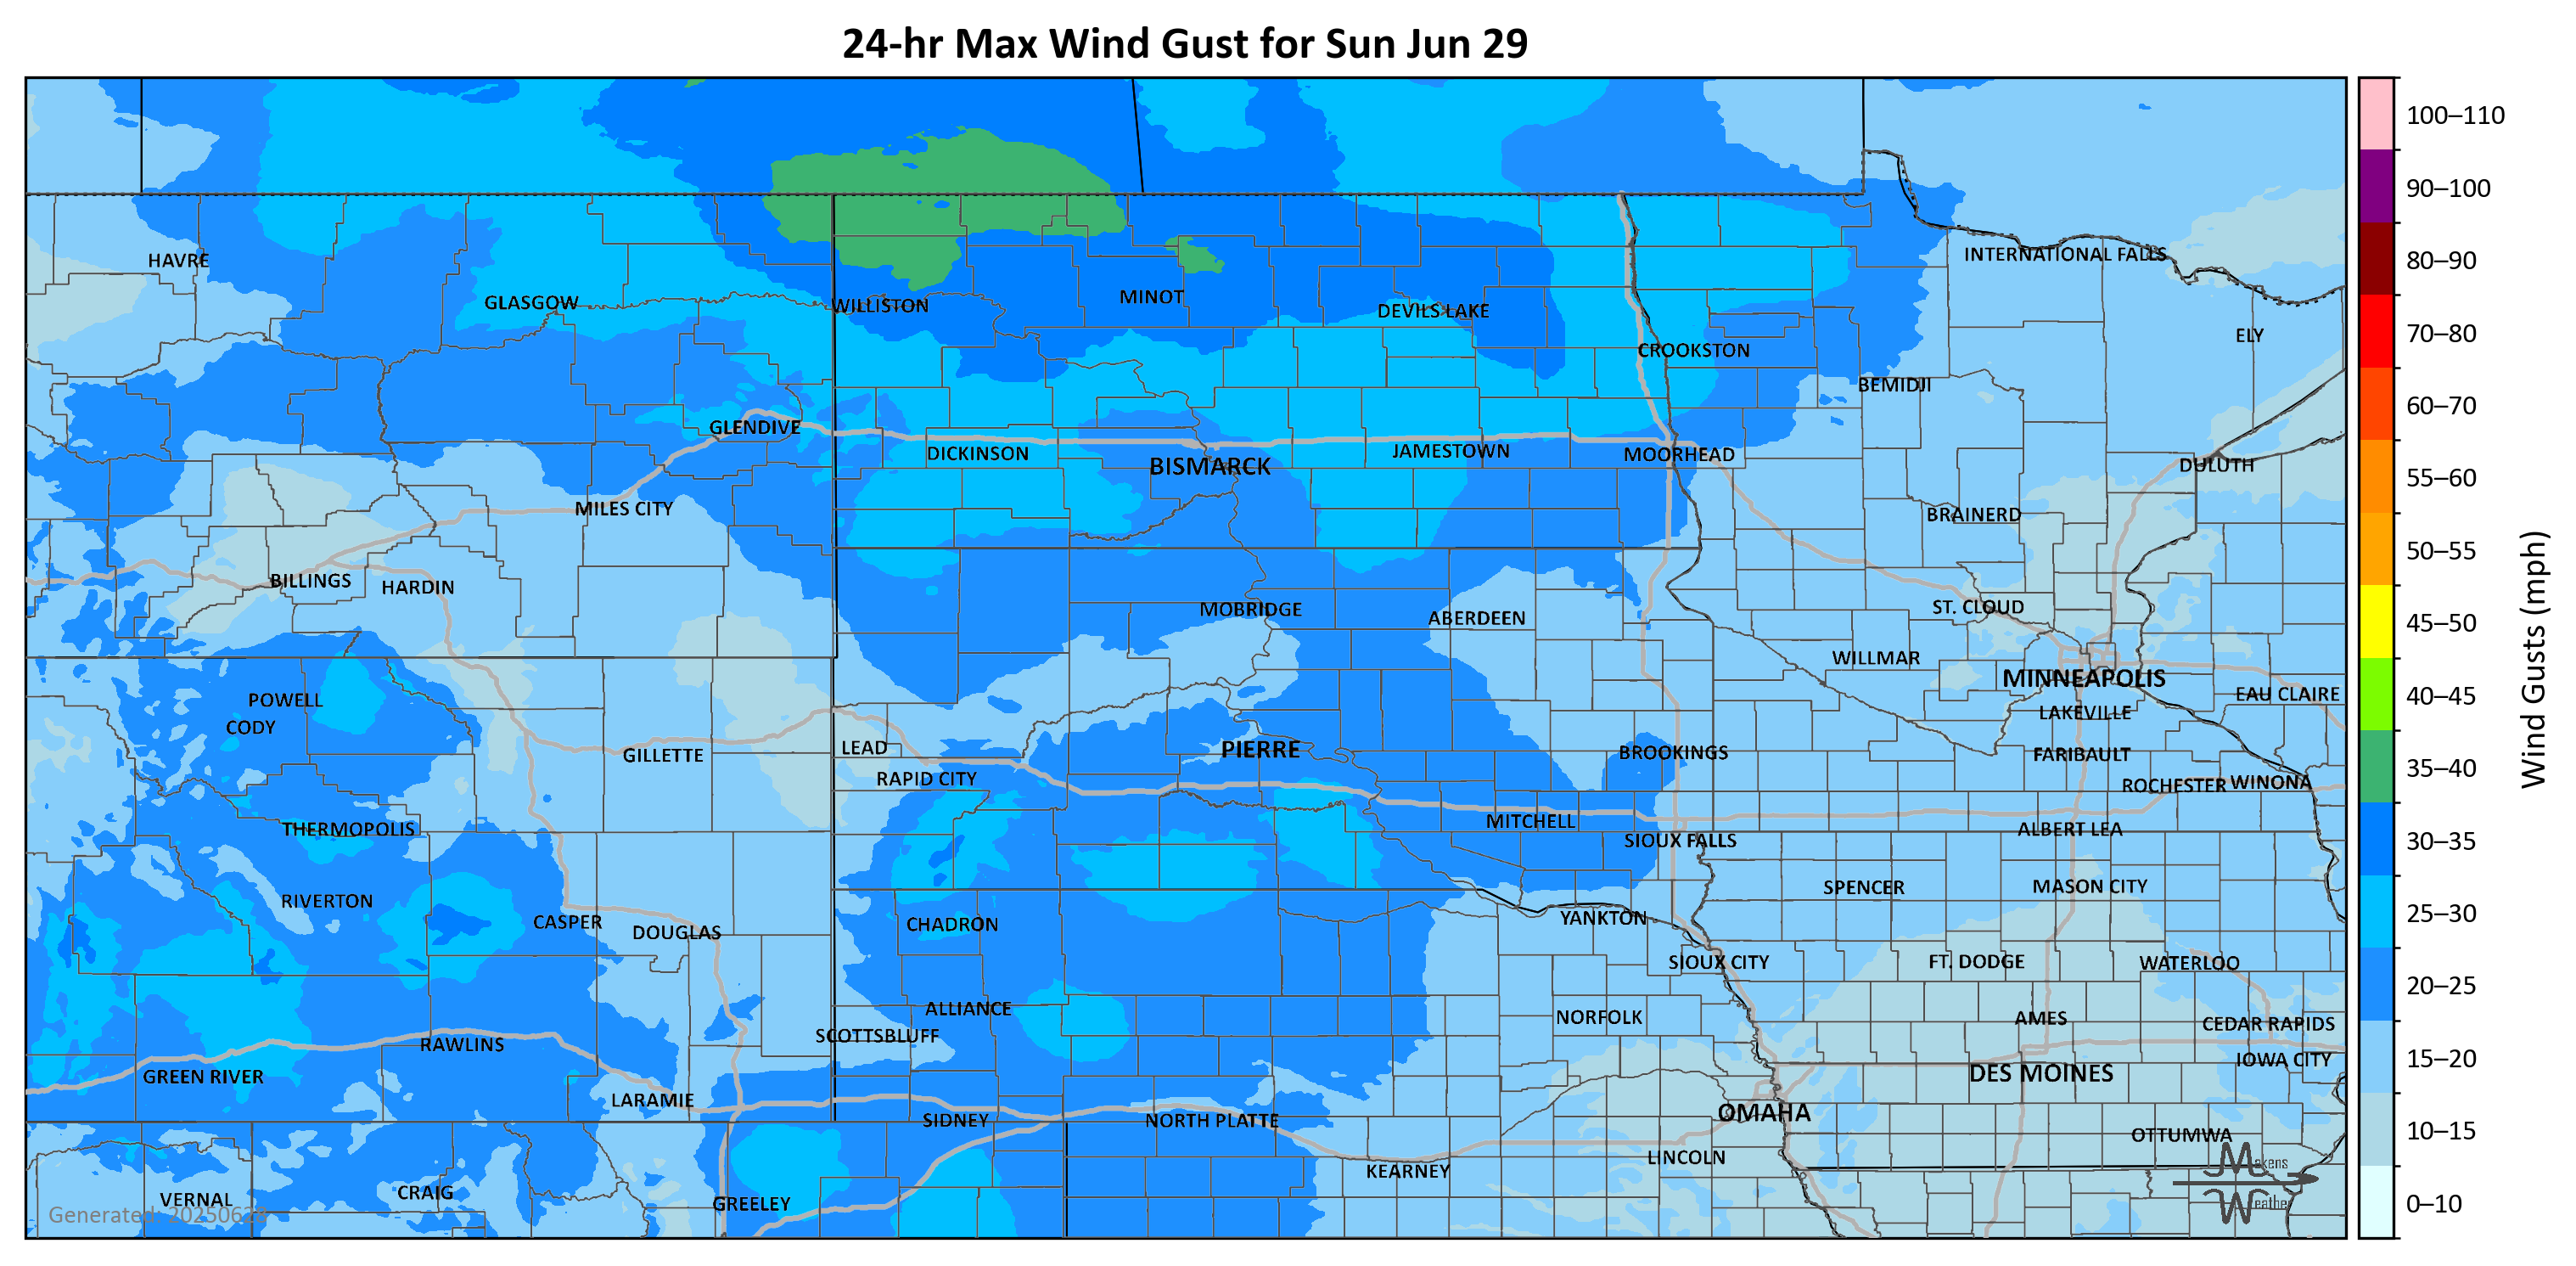 24-hr Max Wind Gust for Sun Jun 29
100–110
90–100
80–90
70–80
60–70
55–60
50–55
45–50
40–45
35–40
30–35
25–30
20–25
15–20
10–15
0–10
Wind Gusts (mph)
HAVRE
INTERNATIONAL FALLS
GLASGOW
WILLISTON
MINOT
DEVILS LAKE
ELY
CROOKSTON
BEMIDJI
GLENDIVE
DICKINSON
BISMARCK
JAMESTOWN
MOORHEAD
DULUTH
MILES CITY
BRAINERD
BILLINGS
HARDIN
MOBRIDGE
ABERDEEN
ST. CLOUD
WILLMAR
MINNEAPOLIS
EAU CLAIRE
POWELL
CODY
LAKEVILLE
GILLETTE
LEAD
PIERRE
BROOKINGS
FARIBAULT
RAPID CITY
ROCHESTER
WINONA
THERMOPOLIS
MITCHELL
SIOUX FALLS
ALBERT LEA
RIVERTON
SPENCER
MASON CITY
CASPER
DOUGLAS
CHADRON
YANKTON
SIOUX CITY
FT. DODGE
WATERLOO
ALLIANCE
NORFOLK
AMES
CEDAR RAPIDS
SCOTTSBLUFF
RAWLINS
IOWA CITY
GREEN RIVER
DES MOINES
LARAMIE
SIDNEY
NORTH PLATTE
OMAHA
OTTUMWA
LINCOLN
KEARNEY
VERNAL
CRAIG
GREELEY
Makens
Weather
Generated: 20250628